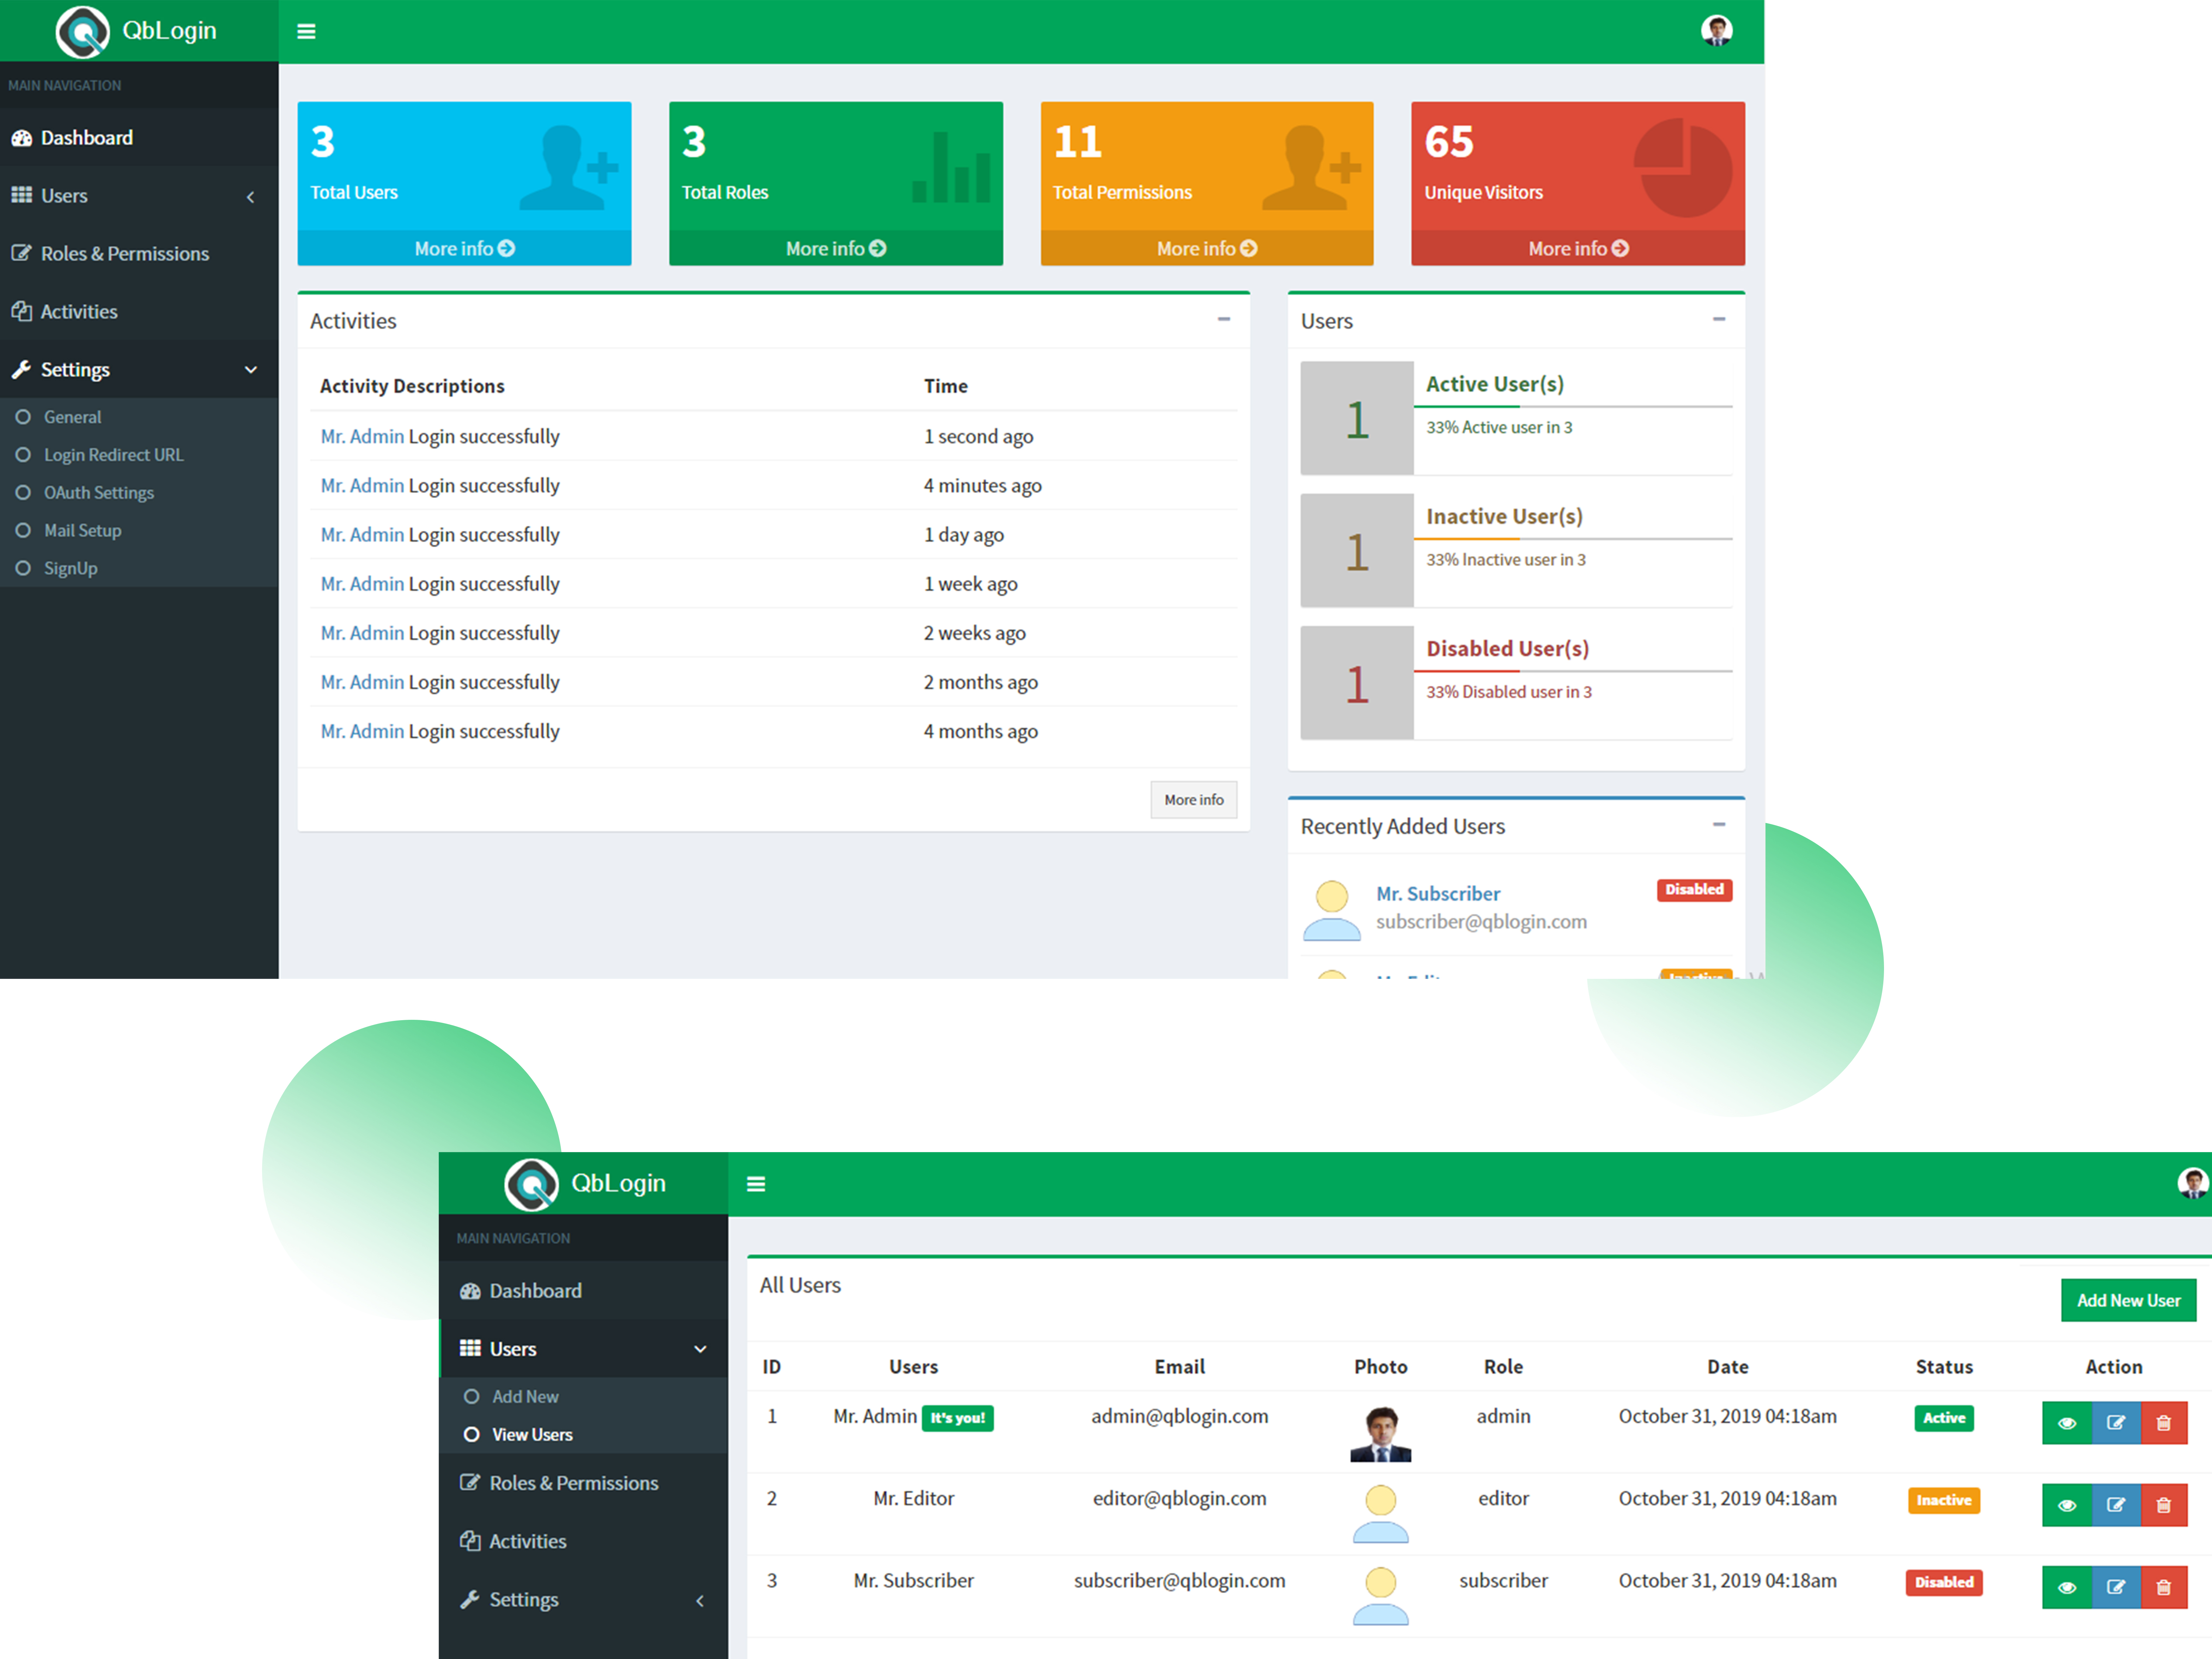 QbLogin
MAIN NAVIGATION
Dashboard
Users
Roles & Permissions
Activities
Settings
General
Login Redirect URL
OAuth Settings
Mail Setup
SignUp
3
Total Users
More info
3
Total Roles
More info
11
Total Permissions
More info
65
Unique Visitors
More info
Activities
Activity Descriptions Time
Mr. Admin Login successfully 1 second ago
Mr. Admin Login successfully 4 minutes ago
Mr. Admin Login successfully 1 day ago
Mr. Admin Login successfully 1 week ago
Mr. Admin Login successfully 2 weeks ago
Mr. Admin Login successfully 2 months ago
Mr. Admin Login successfully 4 months ago
More info
Users
1
Active User(s)
33% Active user in 3
1
Inactive User(s)
33% Inactive user in 3
1
Disabled User(s)
33% Disabled user in 3
Recently Added Users
Mr. Subscriber Disabled
subscriber@qblogin.com
QbLogin
MAIN NAVIGATION
Dashboard
Users
Add New
View Users
Roles & Permissions
Activities
Settings
All Users
Add New User
ID Users Email Photo Role Date Status Action
1 Mr. Admin It's you! admin@qblogin.com admin October 31, 2019 04:18am Active
2 Mr. Editor editor@qblogin.com editor October 31, 2019 04:18am Inactive
3 Mr. Subscriber subscriber@qblogin.com subscriber October 31, 2019 04:18am Disabled